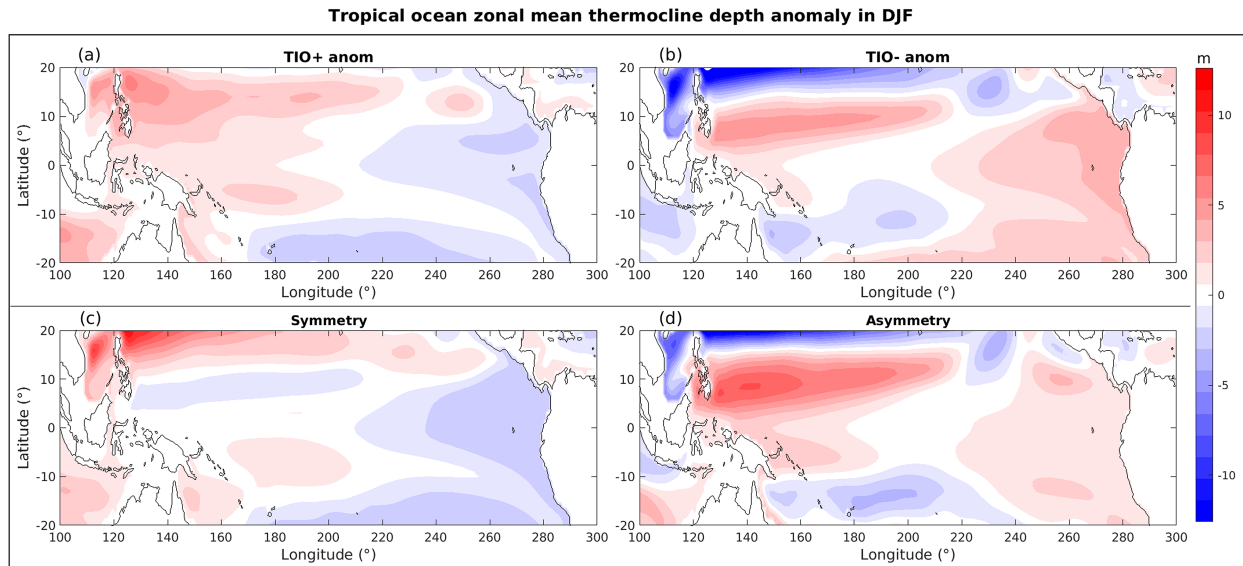 Tropical ocean zonal mean thermocline depth anomaly in DJF
(a) TIO+ anom
20
10
0
-10
-20
Latitude (°)
100 120 140 160 180 200 220 240 260 280 300
Longitude (°)
(b) TIO- anom
20
10
0
-10
-20
100 120 140 160 180 200 220 240 260 280 300
Longitude (°)
m
10
5
0
-5
-10
(c) Symmetry
20
10
0
-10
-20
Latitude (°)
100 120 140 160 180 200 220 240 260 280 300
Longitude (°)
(d) Asymmetry
20
10
0
-10
-20
100 120 140 160 180 200 220 240 260 280 300
Longitude (°)